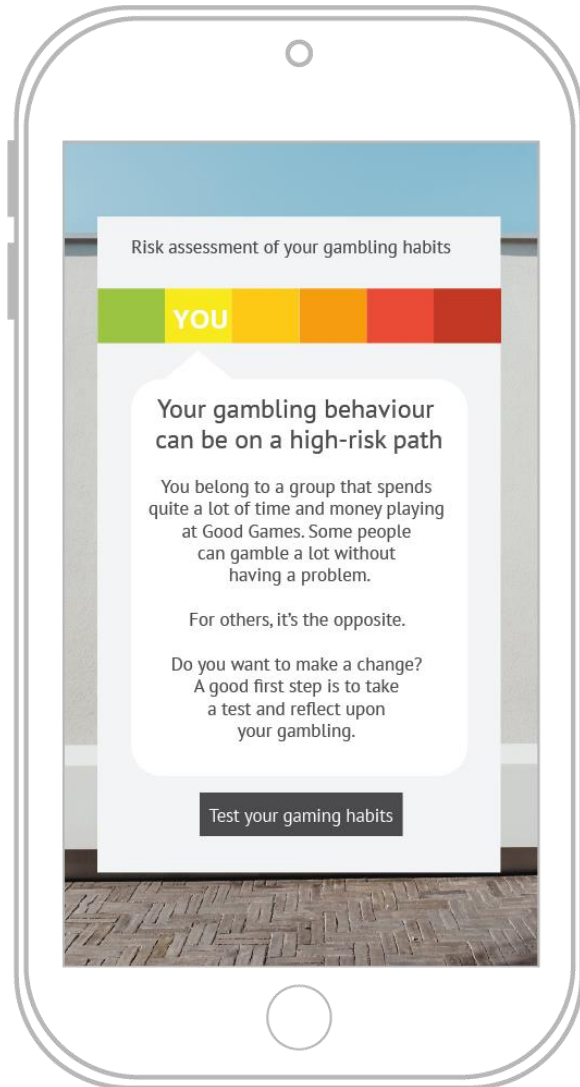 Risk assessment of your gambling habits
YOU
Your gambling behaviour
can be on a high-risk path
You belong to a group that spends
quite a lot of time and money playing
at Good Games. Some people
can gamble a lot without
having a problem.
For others, it's the opposite.
Do you want to make a change?
A good first step is to take
a test and reflect upon
your gambling.
Test your gaming habits